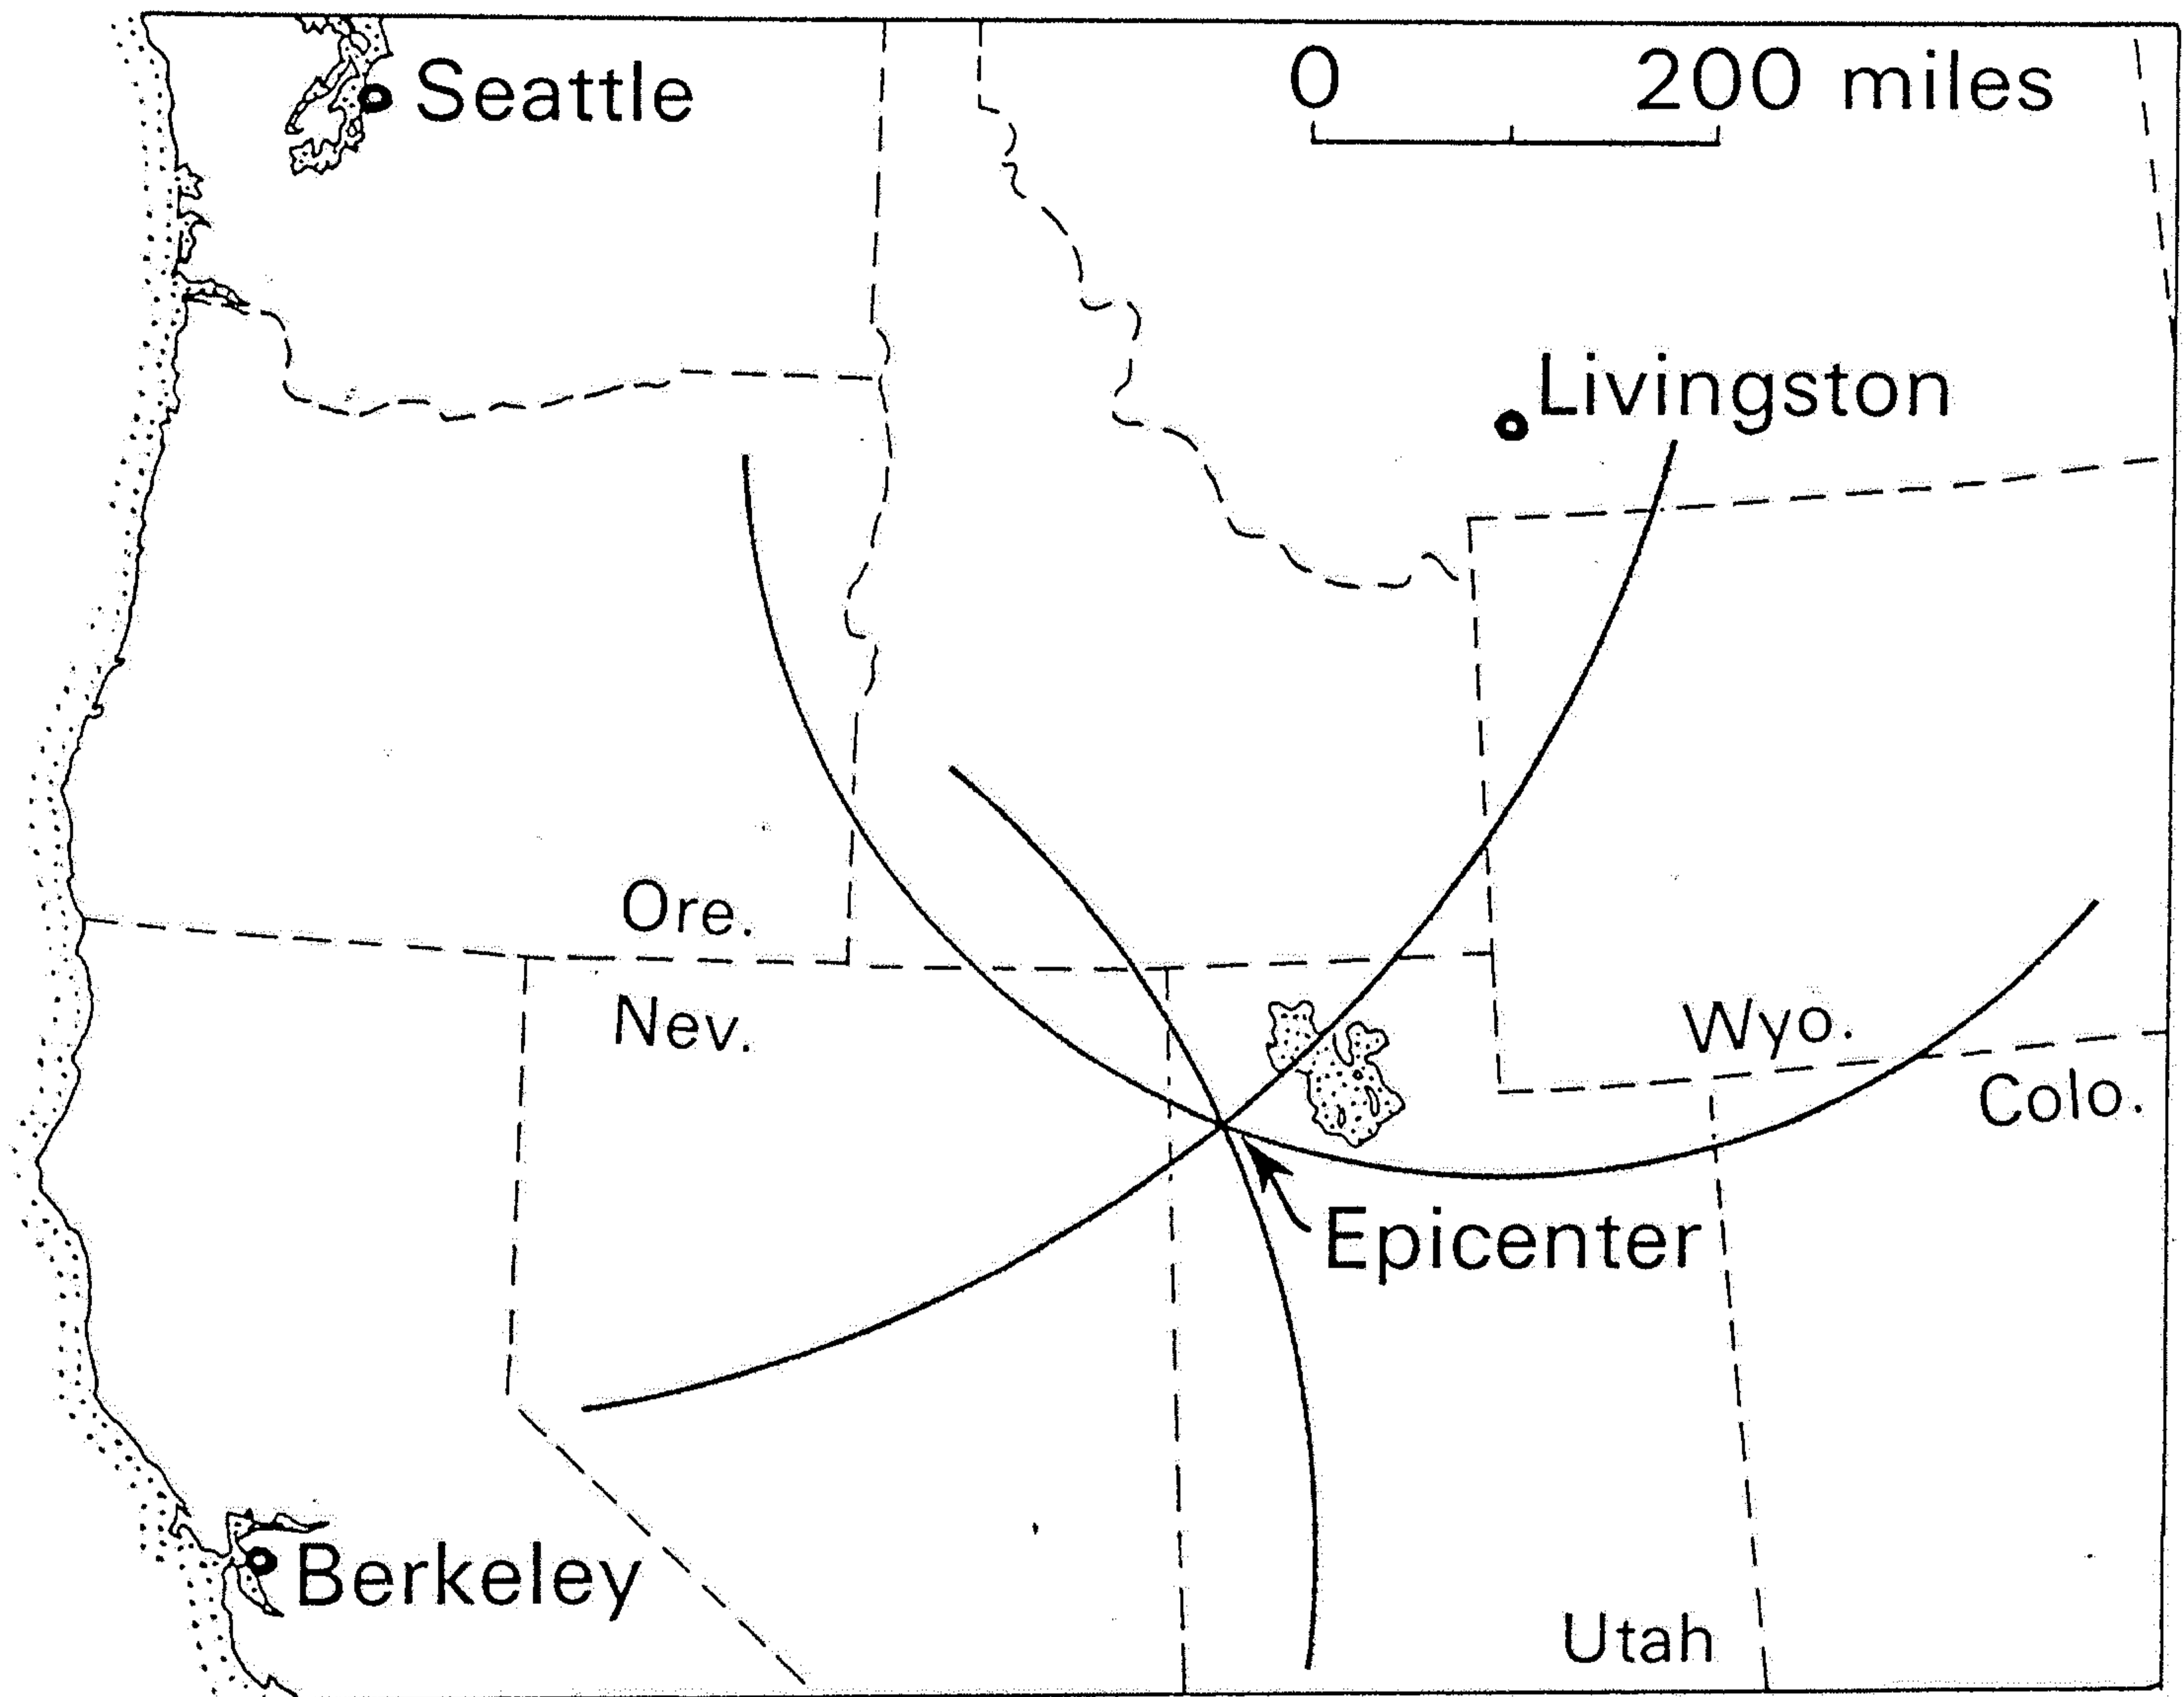 Seattle
0 200 miles
Livingston
Ore.
Nev.
Wyo.
Colo.
Epicenter
Berkeley
Utah